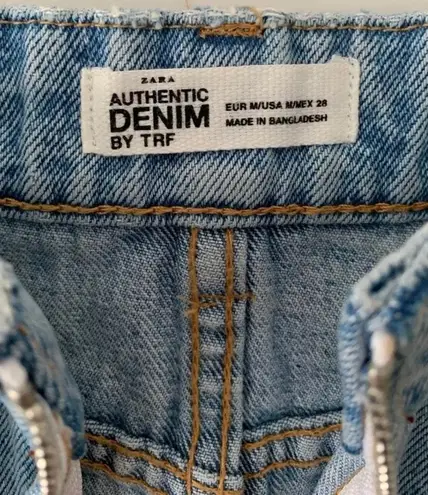 ZARA
AUTHENTIC
DENIM
BY TRF
EUR M/USA M/MEX 28
MADE IN BANGLADESH